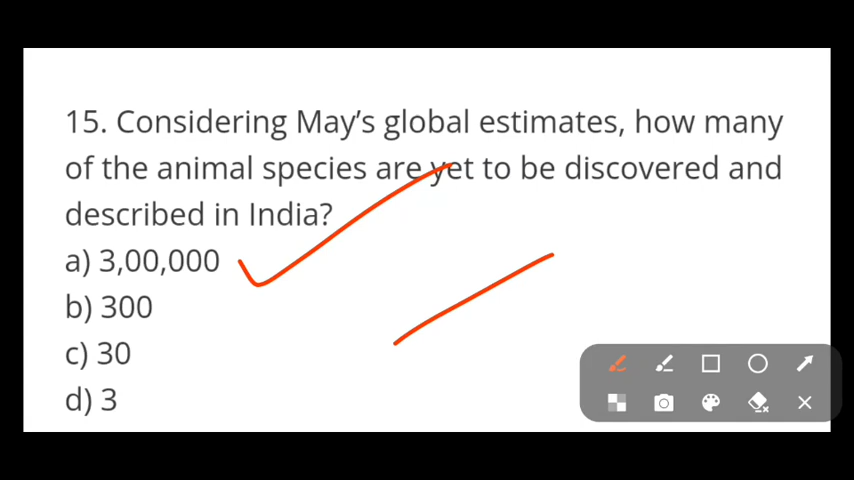 15. Considering May's global estimates, how many
of the animal species are yet to be discovered and
described in India?
a) 3,00,000
b) 300
c) 30
d) 3